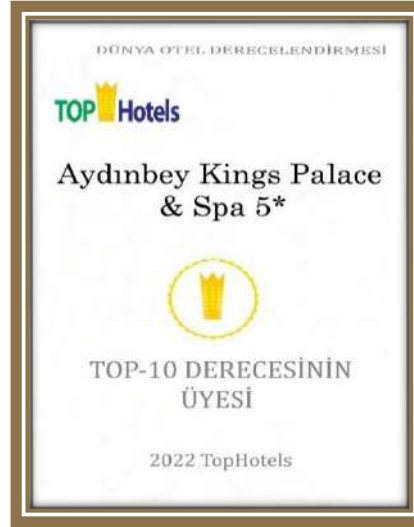 DÜNYA OTEL DERECELENDİRMESİ
TOP Hotels
Aydınbey Kings Palace
& Spa 5*
TOP-10 DERECESİNİN
ÜYESİ
2022 TopHotels